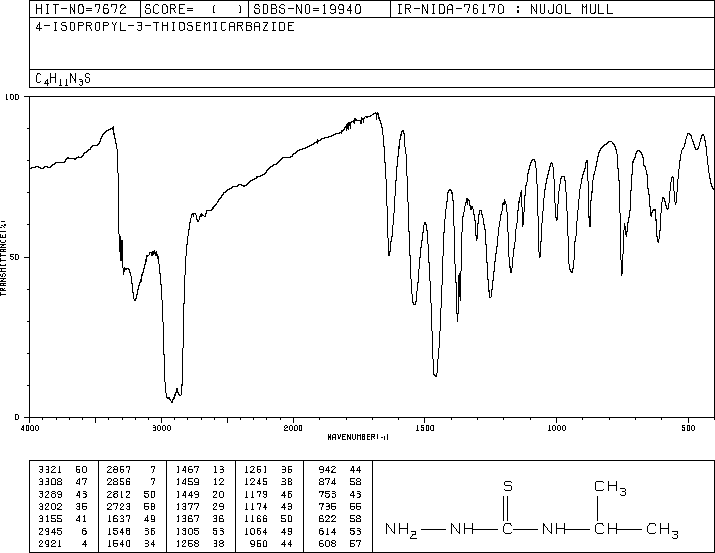 HIT-NO=7672 SCORE= ( ) SDBS-NO=19940 IR-NIDA-76170 : NUJOL MULL
4-ISOPROPYL-3-THIOSEMICARBAZIDE
C4H11N3S
100
50
0
TRANSMITTANCE(%)
4000 3000 2000 1500 1000 500
WAVENUMBER(-1)
3321 60 2867 7 1467 13 1261 36 942 44
3308 47 2856 7 1459 12 1245 38 874 58
3289 43 2812 50 1449 20 1179 46 753 43
3202 35 2723 58 1377 29 1174 43 736 55
3155 41 1637 49 1367 36 1166 50 622 58
2945 6 1548 36 1305 53 1064 49 614 53
2921 4 1540 34 1258 38 960 44 608 57
S CH3
NH2 NH C NH CH CH3